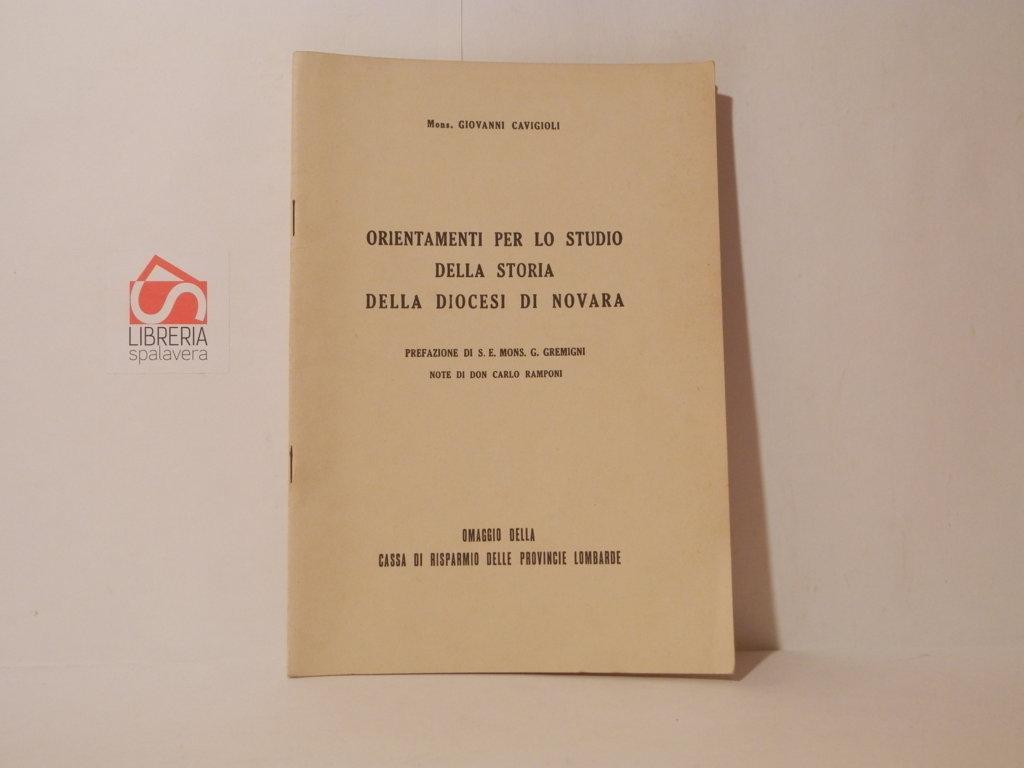 Mons. GIOVANNI CAVIGIOLI
ORIENTAMENTI PER LO STUDIO
DELLA STORIA
DELLA DIOCESI DI NOVARA
PREFAZIONE DI S. E. MONS. G. GREMIGNI
NOTE DI DON CARLO RAMPONI
OMAGGIO DELLA
CASSA DI RISPARMIO DELLE PROVINCIE LOMBARDE
LIBRERIA
spalavera